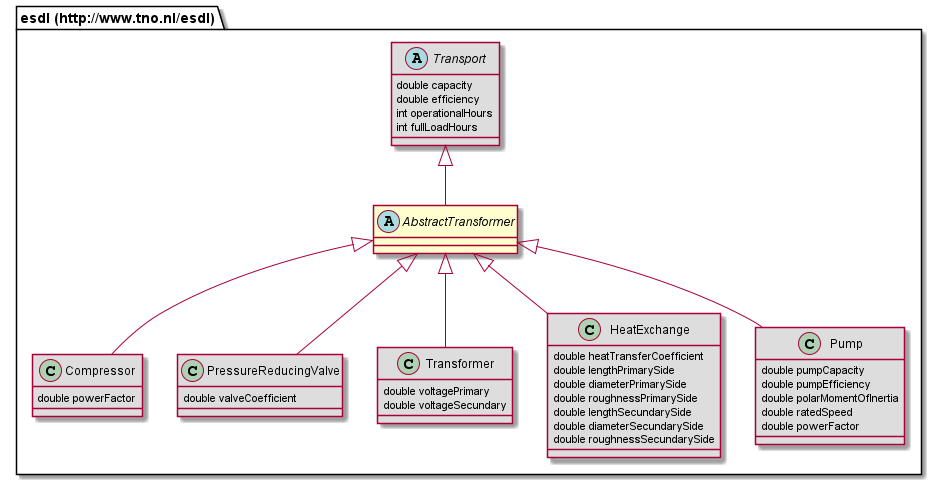 esdl (http://www.tno.nl/esdl)
A Transport
double capacity
double efficiency
int operationalHours
int fullLoadHours
A AbstractTransformer
C Compressor
double powerFactor
C PressureReducingValve
double valveCoefficient
C Transformer
double voltagePrimary
double voltageSecundary
C HeatExchange
double heatTransferCoefficient
double lengthPrimarySide
double diameterPrimarySide
double roughnessPrimarySide
double lengthSecundarySide
double diameterSecundarySide
double roughnessSecundarySide
C Pump
double pumpCapacity
double pumpEfficiency
double polarMomentOfInertia
double ratedSpeed
double powerFactor